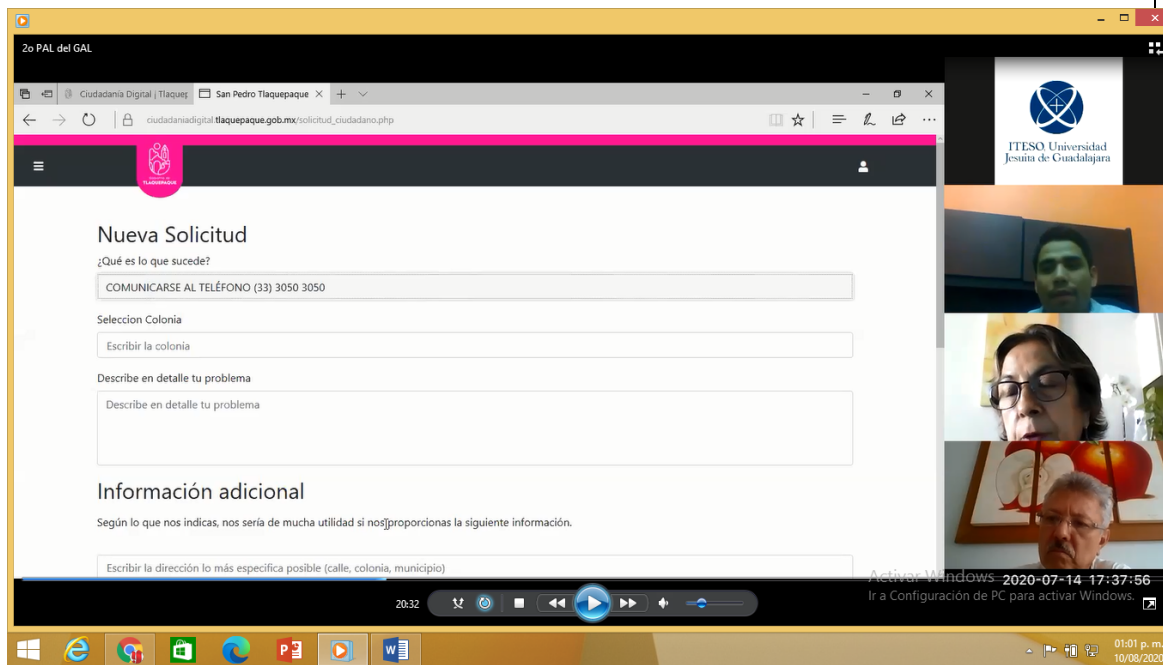 2o PAL del GAL
Ciudadanía Digital | Tlaquep
San Pedro Tlaquepaque
ciudadaniadigital.tlaquepaque.gob.mx/solicitud_ciudadano.php
TLAQUEPAQUE
ITESO, Universidad
Jesuita de Guadalajara
Nueva Solicitud
¿Qué es lo que sucede?
COMUNICARSE AL TELÉFONO (33) 3050 3050
Seleccion Colonia
Escribir la colonia
Describe en detalle tu problema
Describe en detalle tu problema
Información adicional
Según lo que nos indicas, nos sería de mucha utilidad si nos proporcionas la siguiente información.
Escribir la dirección lo más especifica posible (calle, colonia, municipio)
Activar Windows
2020-07-14 17:37:56
Ir a Configuración de PC para activar Windows.
20:32
01:01 p. m.
10/08/2020